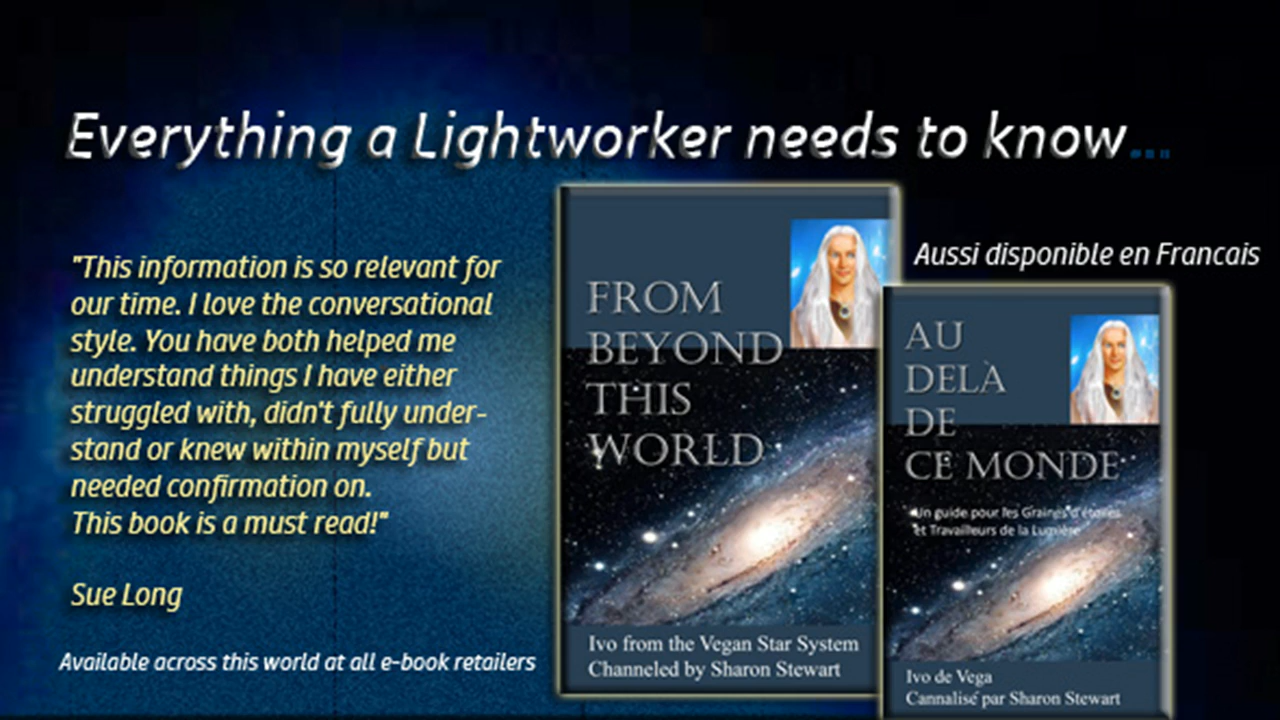 Everything a Lightworker needs to know...
"This information is so relevant for
our time. I love the conversational
style. You have both helped me
understand things I have either
struggled with, didn't fully under-
stand or knew within myself but
needed confirmation on.
This book is a must read!"
Sue Long
Available across this world at all e-book retailers
FROM
BEYOND
THIS
WORLD
Ivo from the Vegan Star System
Channeled by Sharon Stewart
Aussi disponible en Francais
AU
DELÀ
DE
CE MONDE
Un guide pour les Graines d'étoiles
et Travailleurs de la Lumière
Ivo de Vega
Cannalisé par Sharon Stewart